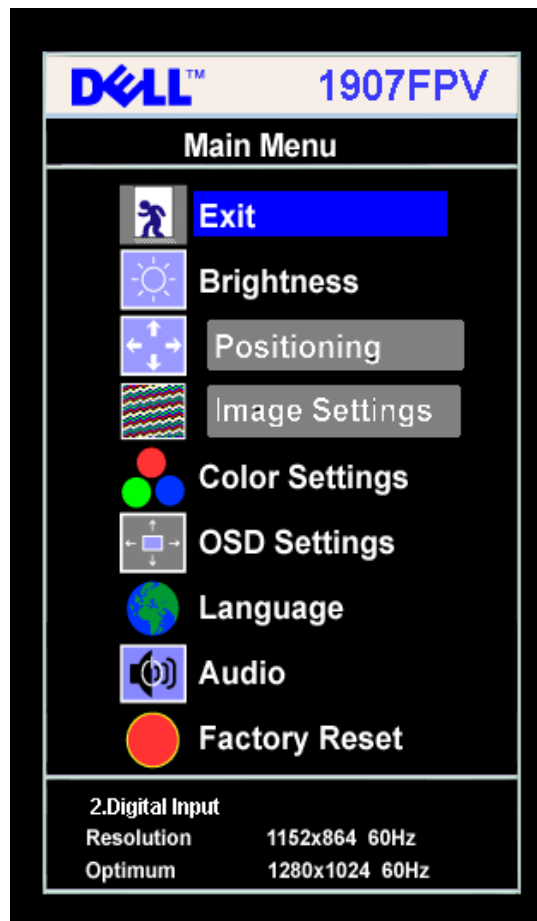 DELL™ 1907FPV
Main Menu
Exit
Brightness
Positioning
Image Settings
Color Settings
OSD Settings
Language
Audio
Factory Reset
2.Digital Input
Resolution 1152x864 60Hz
Optimum 1280x1024 60Hz